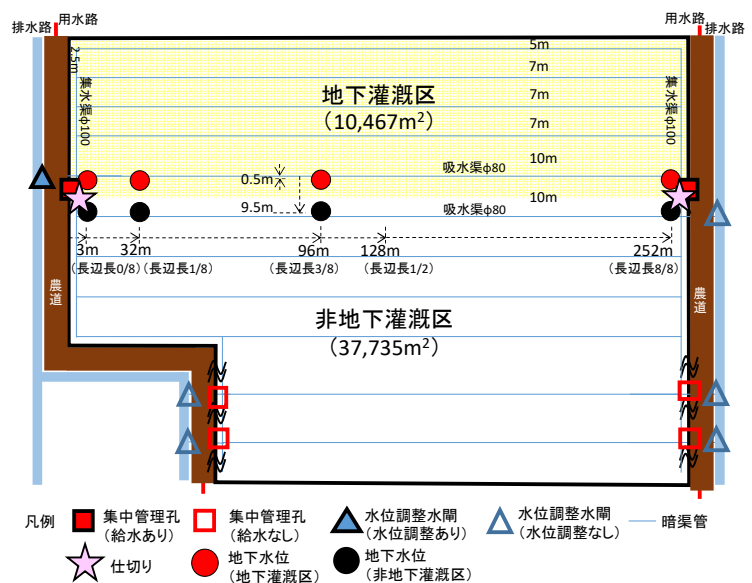 用水路
排水路
用水路
排水路
5m
2.5m
7m
集水渠φ100
集水渠φ100
地下灌漑区
7m
（10,467m²）
7m
10m
吸水渠φ80
0.5m
10m
9.5m
吸水渠φ80
3m 32m 96m 128m 252m
（長辺長0/8）（長辺長1/8） （長辺長3/8） （長辺長1/2） （長辺長8/8）
農道
農道
非地下灌漑区
（37,735m²）
凡例
集中管理孔
（給水あり）
集中管理孔
（給水なし）
水位調整水閘
（水位調整あり）
水位調整水閘
（水位調整なし）
暗渠管
仕切り
地下水位
（地下灌漑区）
地下水位
（非地下灌漑区）